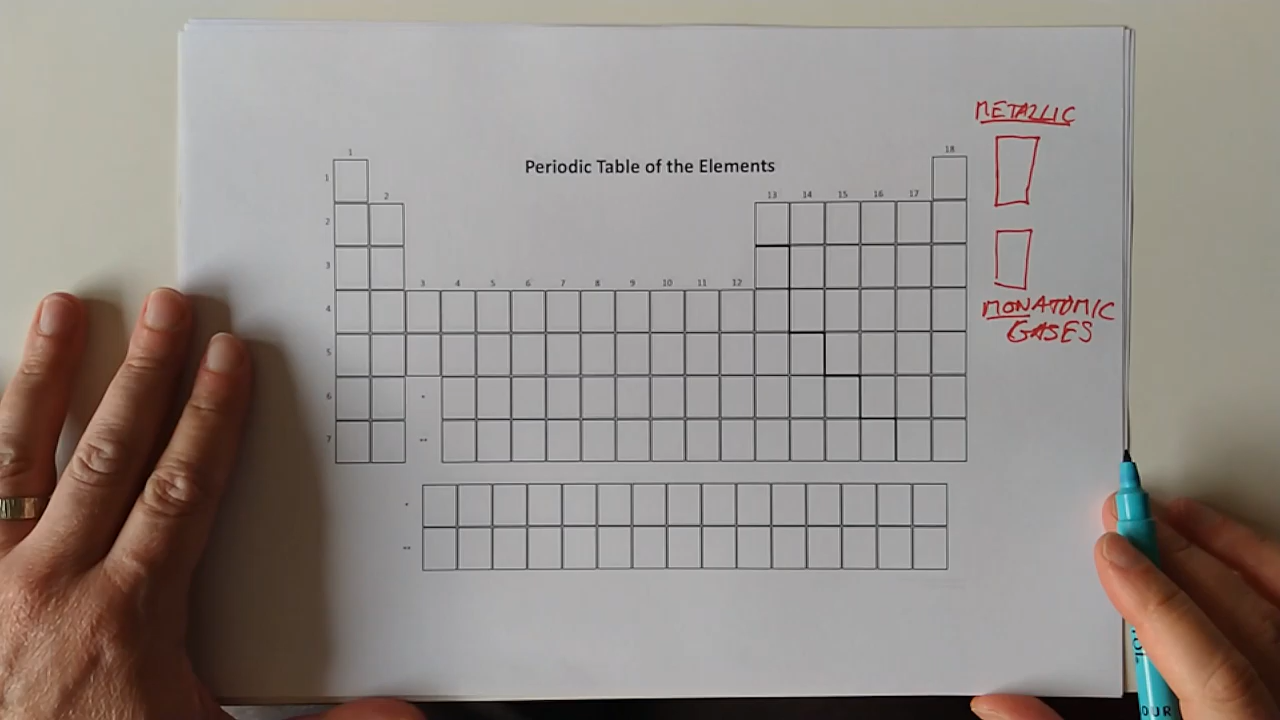 METALLIC
1
18
Periodic Table of the Elements
1
2
13 14 15 16 17
2
3
3 4 5 6 7 8 9 10 11 12
4
MONATOMIC
GASES
5
6 *
7 **
*
**
OUR